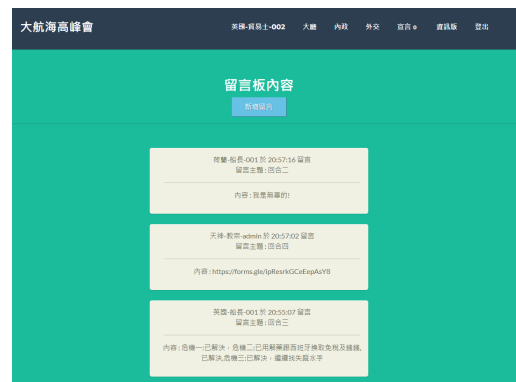 大航海高峰會
英國-貿易士-002 大廳 內政 外交 宣言 0 資訊版 登出
留言板內容
新增留言
荷蘭-船長-001 於 20:57:16 留言
留言主題 : 回合二
內容 : 我是無辜的!
天神-教宗-admin 於 20:57:02 留言
留言主題 : 回合四
內容 : https://forms.gle/ipResrkGCeEepAsY8
英國-船長-001 於 20:55:07 留言
留言主題 : 回合三
內容 : 危機一:已解決，危機二:已用解藥跟西班牙換取免稅及錢錢,
已解決,危機三:已解決，繼續找失蹤水手